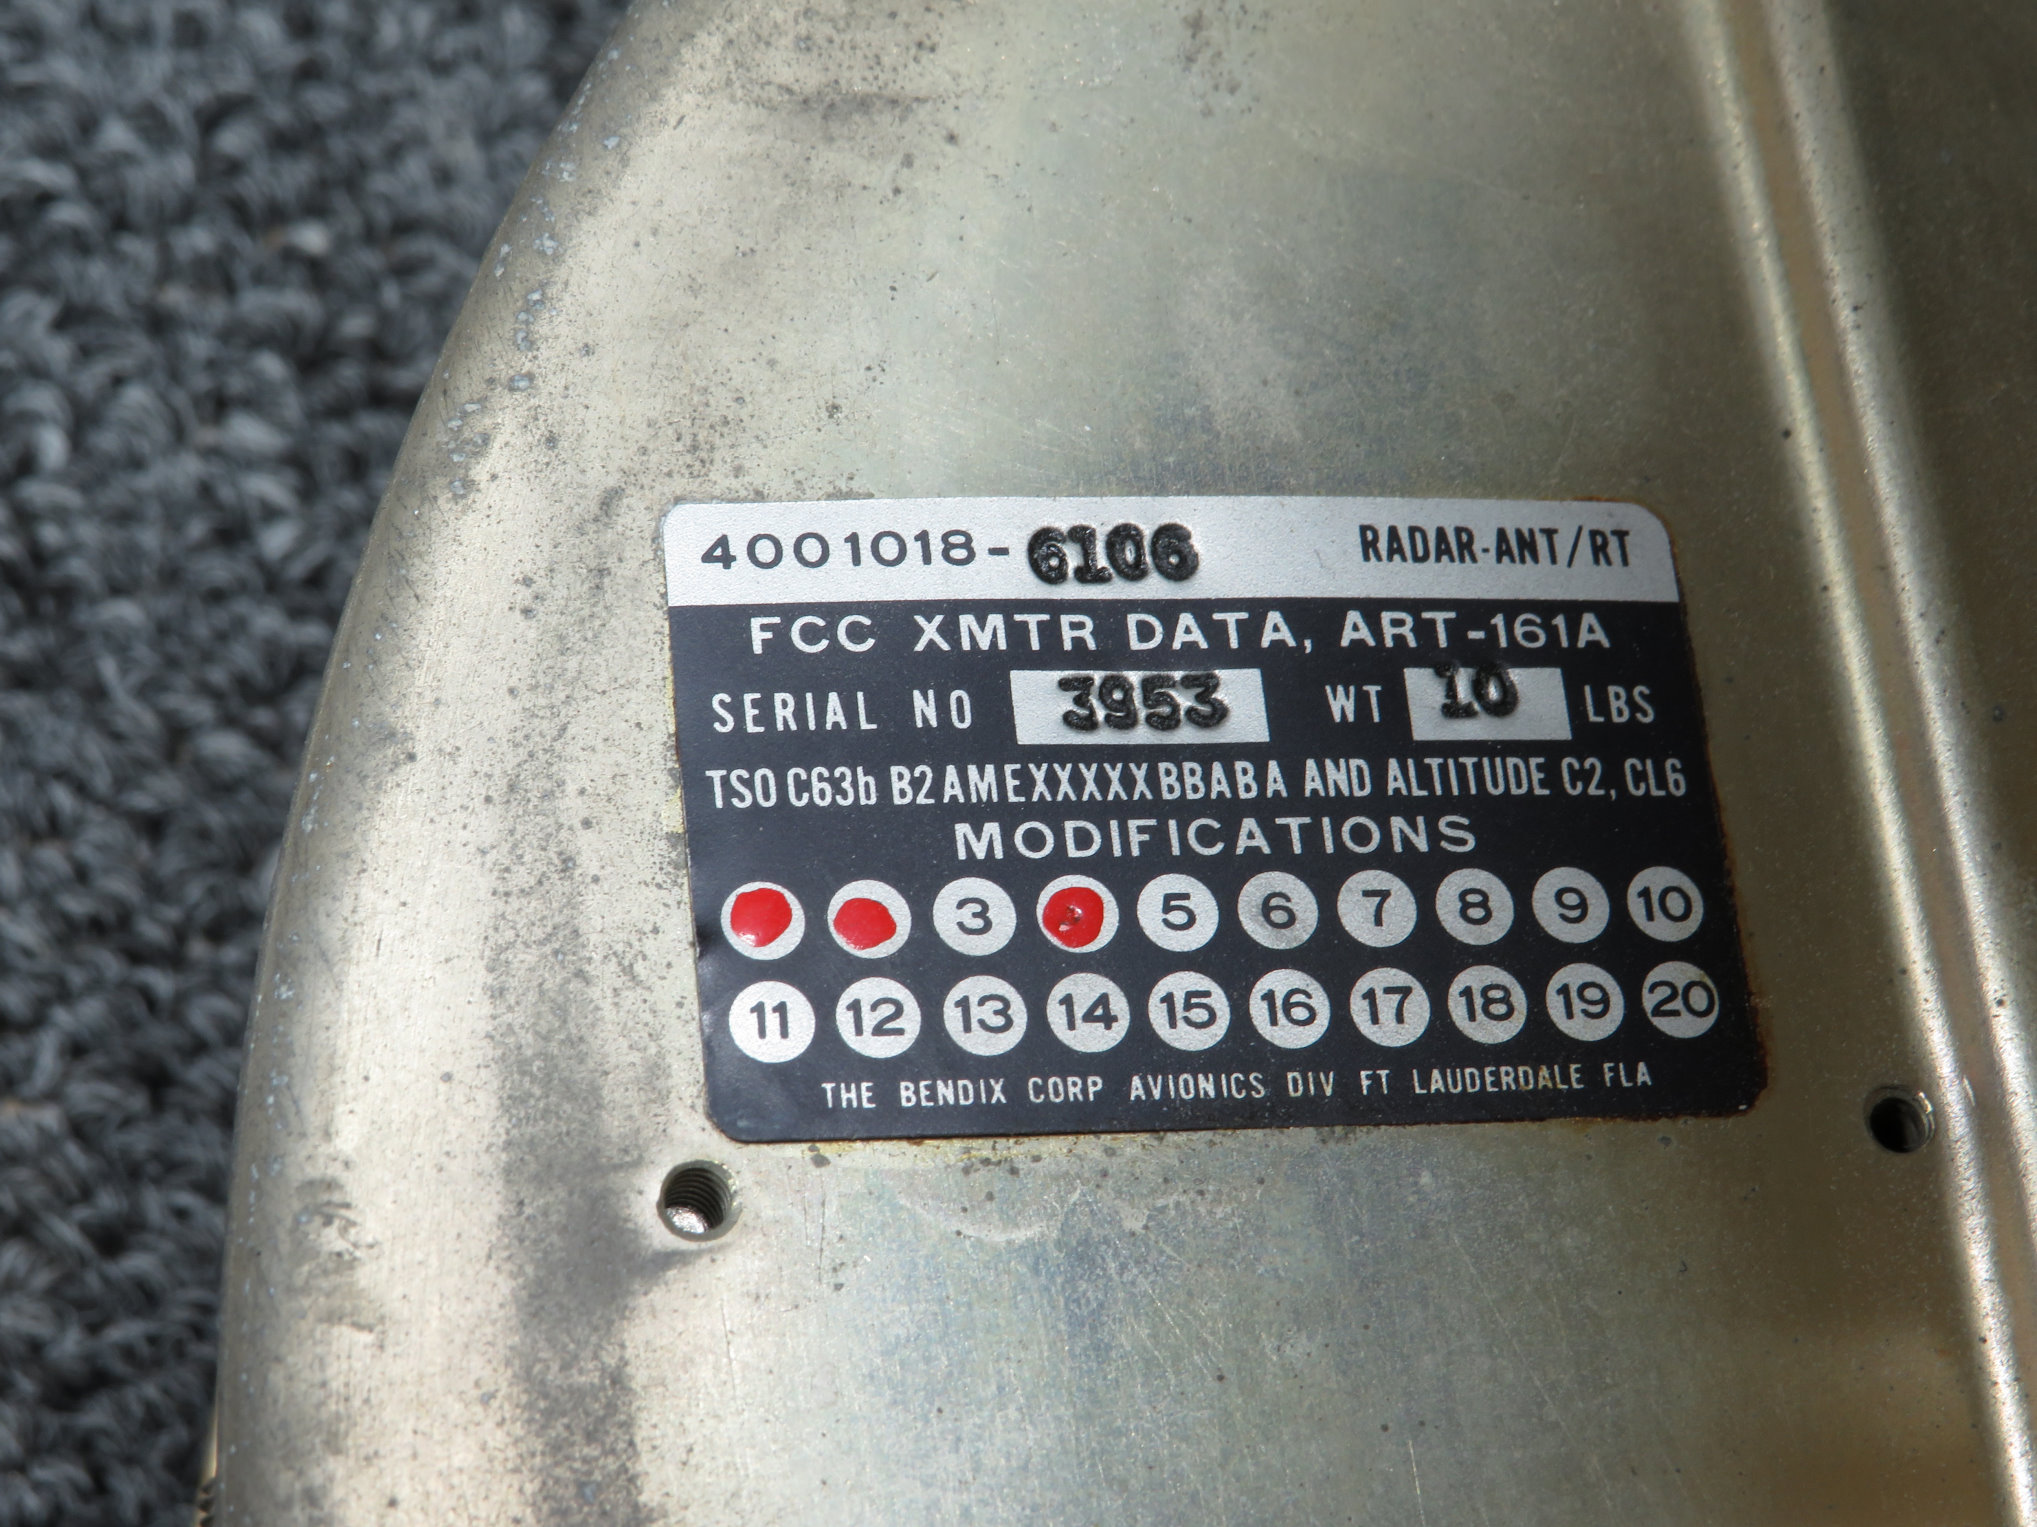 4001018-6106 RADAR-ANT/RT
FCC XMTR DATA, ART-161A
SERIAL NO 3953 WT 10 LBS
TSO C63b B2 AMEXXXXXBBABA AND ALTITUDE C2, CL6
MODIFICATIONS
3 5 6 7 8 9 10
11 12 13 14 15 16 17 18 19 20
THE BENDIX CORP AVIONICS DIV FT LAUDERDALE FLA